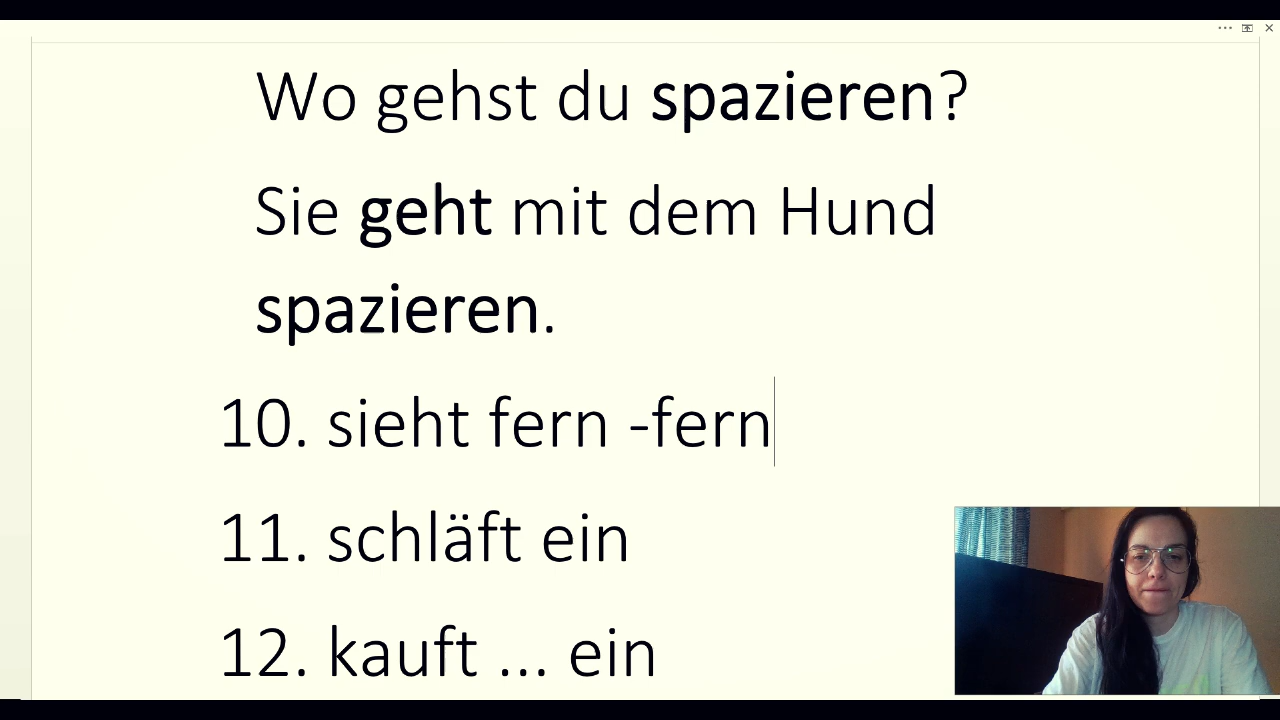 Wo gehst du spazieren?
Sie geht mit dem Hund
spazieren.
10. sieht fern -fern
11. schläft ein
12. kauft ... ein